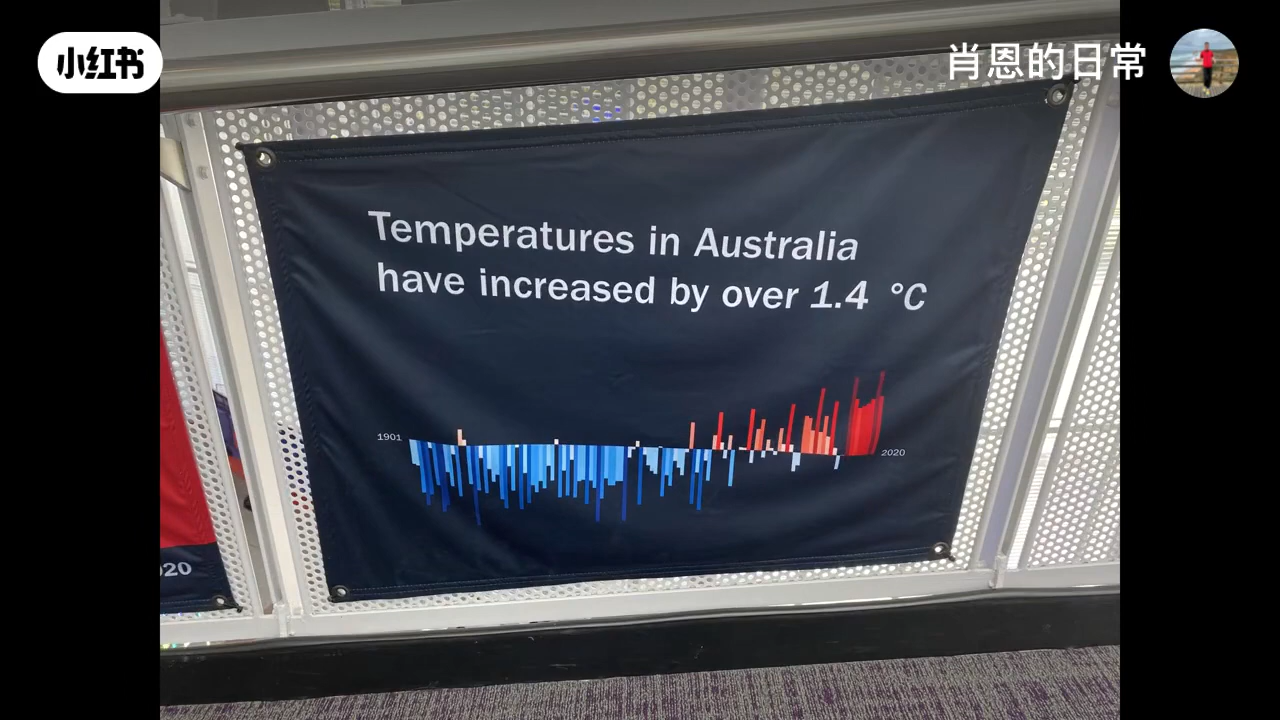 小红书
肖恩的日常
Temperatures in Australia
have increased by over 1.4 °C
1901
2020
020